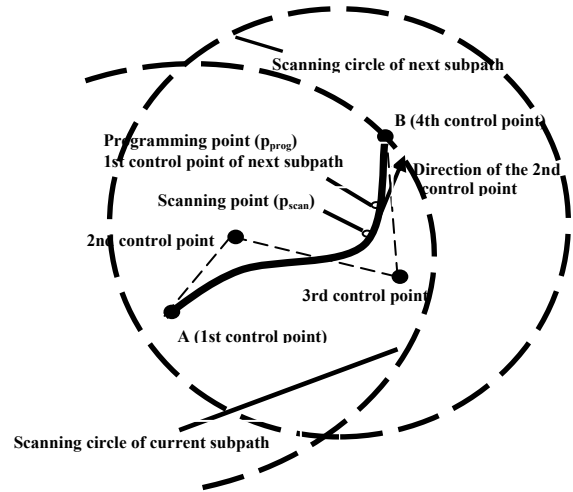 Scanning circle of next subpath
B (4th control point)
Programming point (pprog)
1st control point of next subpath
Direction of the 2nd
control point
Scanning point (pscan)
2nd control point
3rd control point
A (1st control point)
Scanning circle of current subpath